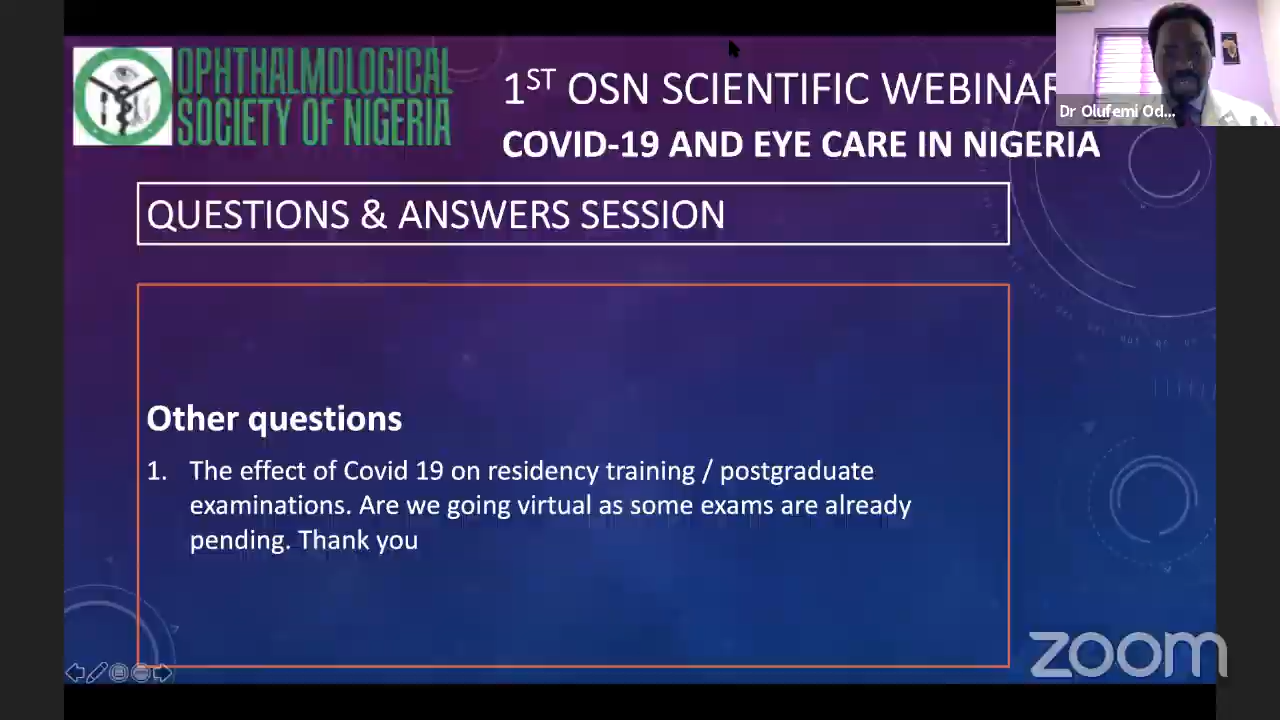 OPHTHALMOLOGICAL
SOCIETY OF NIGERIA
1ST OSN SCIENTIFIC WEBINAR
COVID-19 AND EYE CARE IN NIGERIA
Dr Olufemi Od...
QUESTIONS & ANSWERS SESSION
Other questions
1. The effect of Covid 19 on residency training / postgraduate
examinations. Are we going virtual as some exams are already
pending. Thank you
zoom